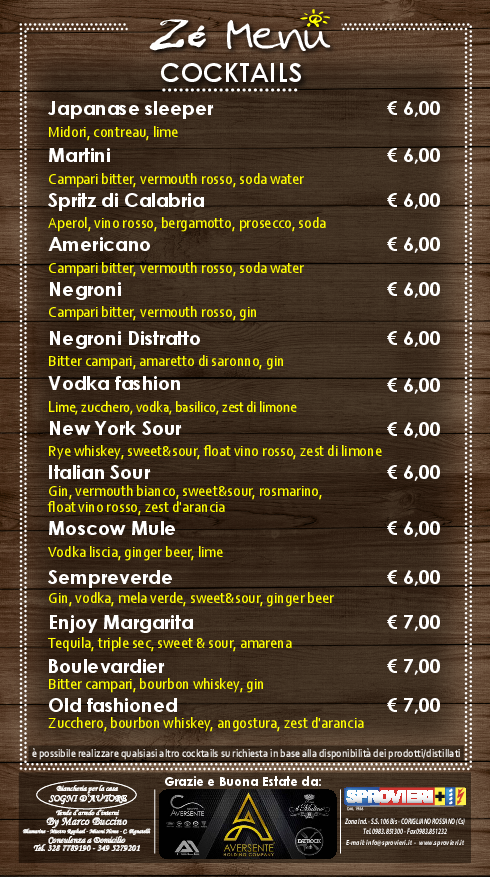 Zé Menù
COCKTAILS
Japanase sleeper € 6,00
Midori, contreau, lime
Martini € 6,00
Campari bitter, vermouth rosso, soda water
Spritz di Calabria € 6,00
Aperol, vino rosso, bergamotto, prosecco, soda
Americano € 6,00
Campari bitter, vermouth rosso, soda water
Negroni € 6,00
Campari bitter, vermouth rosso, gin
Negroni Distratto € 6,00
Bitter campari, amaretto di saronno, gin
Vodka fashion € 6,00
Lime, zucchero, vodka, basilico, zest di limone
New York Sour € 6,00
Rye whiskey, sweet&sour, float vino rosso, zest di limone
Italian Sour € 6,00
Gin, vermouth bianco, sweet&sour, rosmarino,
float vino rosso, zest d'arancia
Moscow Mule € 6,00
Vodka liscia, ginger beer, lime
Sempreverde € 6,00
Gin, vodka, mela verde, sweet&sour, ginger beer
Enjoy Margarita € 7,00
Tequila, triple sec, sweet & sour, amarena
Boulevardier € 7,00
Bitter campari, bourbon whiskey, gin
Old fashioned € 7,00
Zucchero, bourbon whiskey, angostura, zest d'arancia
è possibile realizzare qualsiasi altro cocktails su richiesta in base alla disponibilità dei prodotti/distillati
Grazie e Buona Estate da:
Biancheria per la casa
SOGNI D'AUTORE
Tende d'arredo d'interni
By Marco Buccino
Consulenza a Domicilio
Tel. 328 7789190 - 349 5279201
AVERSENTE
AVERSENTE
HOLDING COMPANY
SPROVIERI
Zona Ind. - S.S. 106 Bis - CORIGLIANO ROSSANO (Cs)
Tel.0983.851300 - Fax0983.851232
E-mail: info@sprovieri.it - www.sprovieri.it